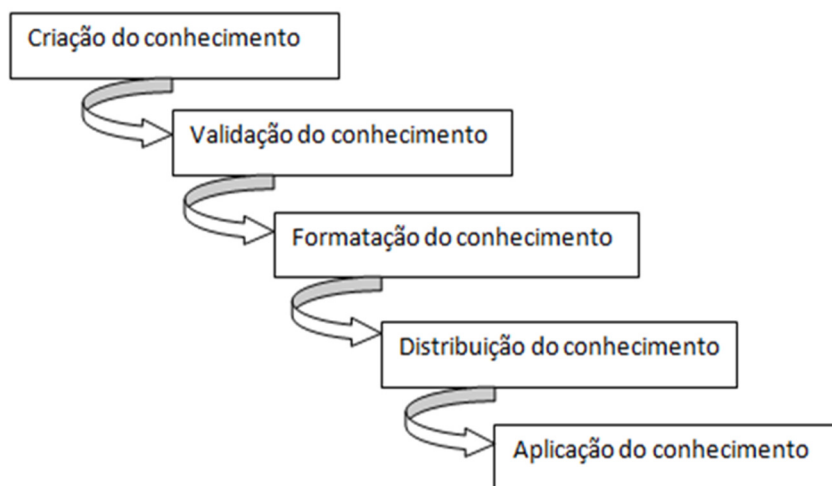 Criação do conhecimento
Validação do conhecimento
Formatação do conhecimento
Distribuição do conhecimento
Aplicação do conhecimento